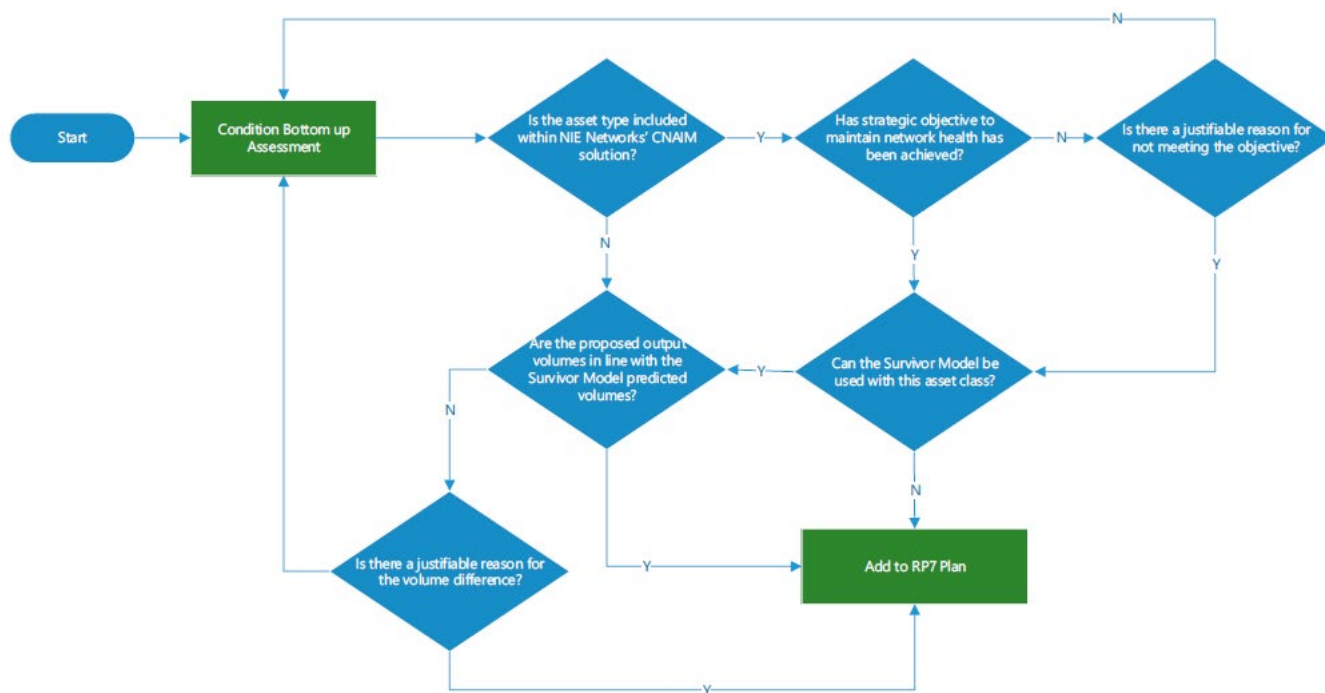 N
Start
Condition Bottom up
Assessment
Is the asset type included
within NIE Networks' CNAIM
solution?
Y
Has strategic objective to
maintain network health has
been achieved?
N
Is there a justifiable reason for
not meeting the objective?
N
Y
Y
Are the proposed output
volumes in line with the
Survivor Model predicted
volumes?
Y
Can the Survivor Model be
used with this asset class?
N
N
Is there a justifiable reason for
the volume difference?
Y
Add to RP7 Plan
Y